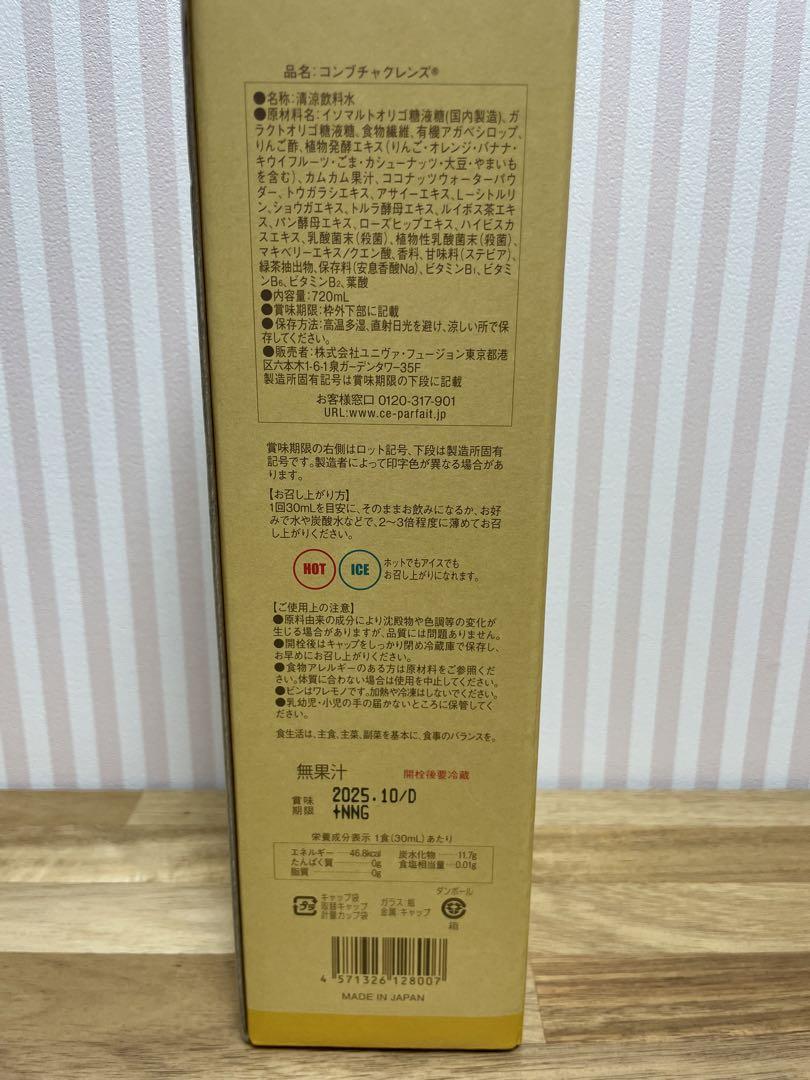 品名:コンブチャクレンズ®
●名称:清涼飲料水
●原材料名:イソマルトオリゴ糖液糖(国内製造)、ガ
ラクトオリゴ糖液糖、食物繊維、有機アガベシロップ、
りんご酢、植物発酵エキス(りんご・オレンジ・バナナ・
キウイフルーツ・ごま・カシューナッツ・大豆・やまいも
を含む)、カムカム果汁、ココナッツウォーターパウ
ダー、トウガラシエキス、アサイーエキス、L-シトルリ
ン、ショウガエキス、トルラ酵母エキス、ルイボス茶エキ
ス、パン酵母エキス、ローズヒップエキス、ハイビスカ
スエキス、乳酸菌末(殺菌)、植物性乳酸菌末(殺菌)、
マキベリーエキス/クエン酸、香料、甘味料(ステビア)、
緑茶抽出物、保存料(安息香酸Na)、ビタミンB₁、ビタミ
ンB₆、ビタミンB₂、葉酸
●内容量:720mL
●賞味期限:枠外下部に記載
●保存方法:高温多湿、直射日光を避け、涼しい所で保
存してください。
●販売者:株式会社ユニヴァ・フュージョン東京都港
区六本木1-6-1泉ガーデンタワー35F
製造所固有記号は賞味期限の下段に記載
お客様窓口 0120-317-901
URL:www.ce-parfait.jp
賞味期限の右側はロット記号、下段は製造所固有
記号です。製造者によって印字色が異なる場合があ
ります。
【お召し上がり方】
1回30mLを目安に、そのままお飲みになるか、お好
みで水や炭酸水などで、2〜3倍程度に薄めてお召
し上がりください。
HOT ICE ホットでもアイスでも
お召し上がりになれます。
【ご使用上の注意】
●原料由来の成分により沈殿物や色調等の変化が
生じる場合がありますが、品質には問題ありません。
●開栓後はキャップをしっかり閉め冷蔵庫で保存し、
お早めにお召し上がりください。
●食物アレルギーのある方は原材料をご参照くだ
さい。体質に合わない場合は使用を中止してください。
●ビンはワレモノです。加熱や冷凍はしないでください。
●乳幼児・小児の手の届かないところに保管してく
ださい。
食生活は、主食、主菜、副菜を基本に、食事のバランスを。
無果汁 開栓後要冷蔵
賞味期限 2025.10/D
+NNG
栄養成分表示 1食(30mL)あたり
エネルギー 46.8kcal 炭水化物 11.7g
たんぱく質 0g 食塩相当量 0.01g
脂質 0g
ダンボール
プラ キャップ袋 ガラス:瓶
取替キャップ 金属:キャップ
計量カップ袋
箱
4 571326 128007
MADE IN JAPAN